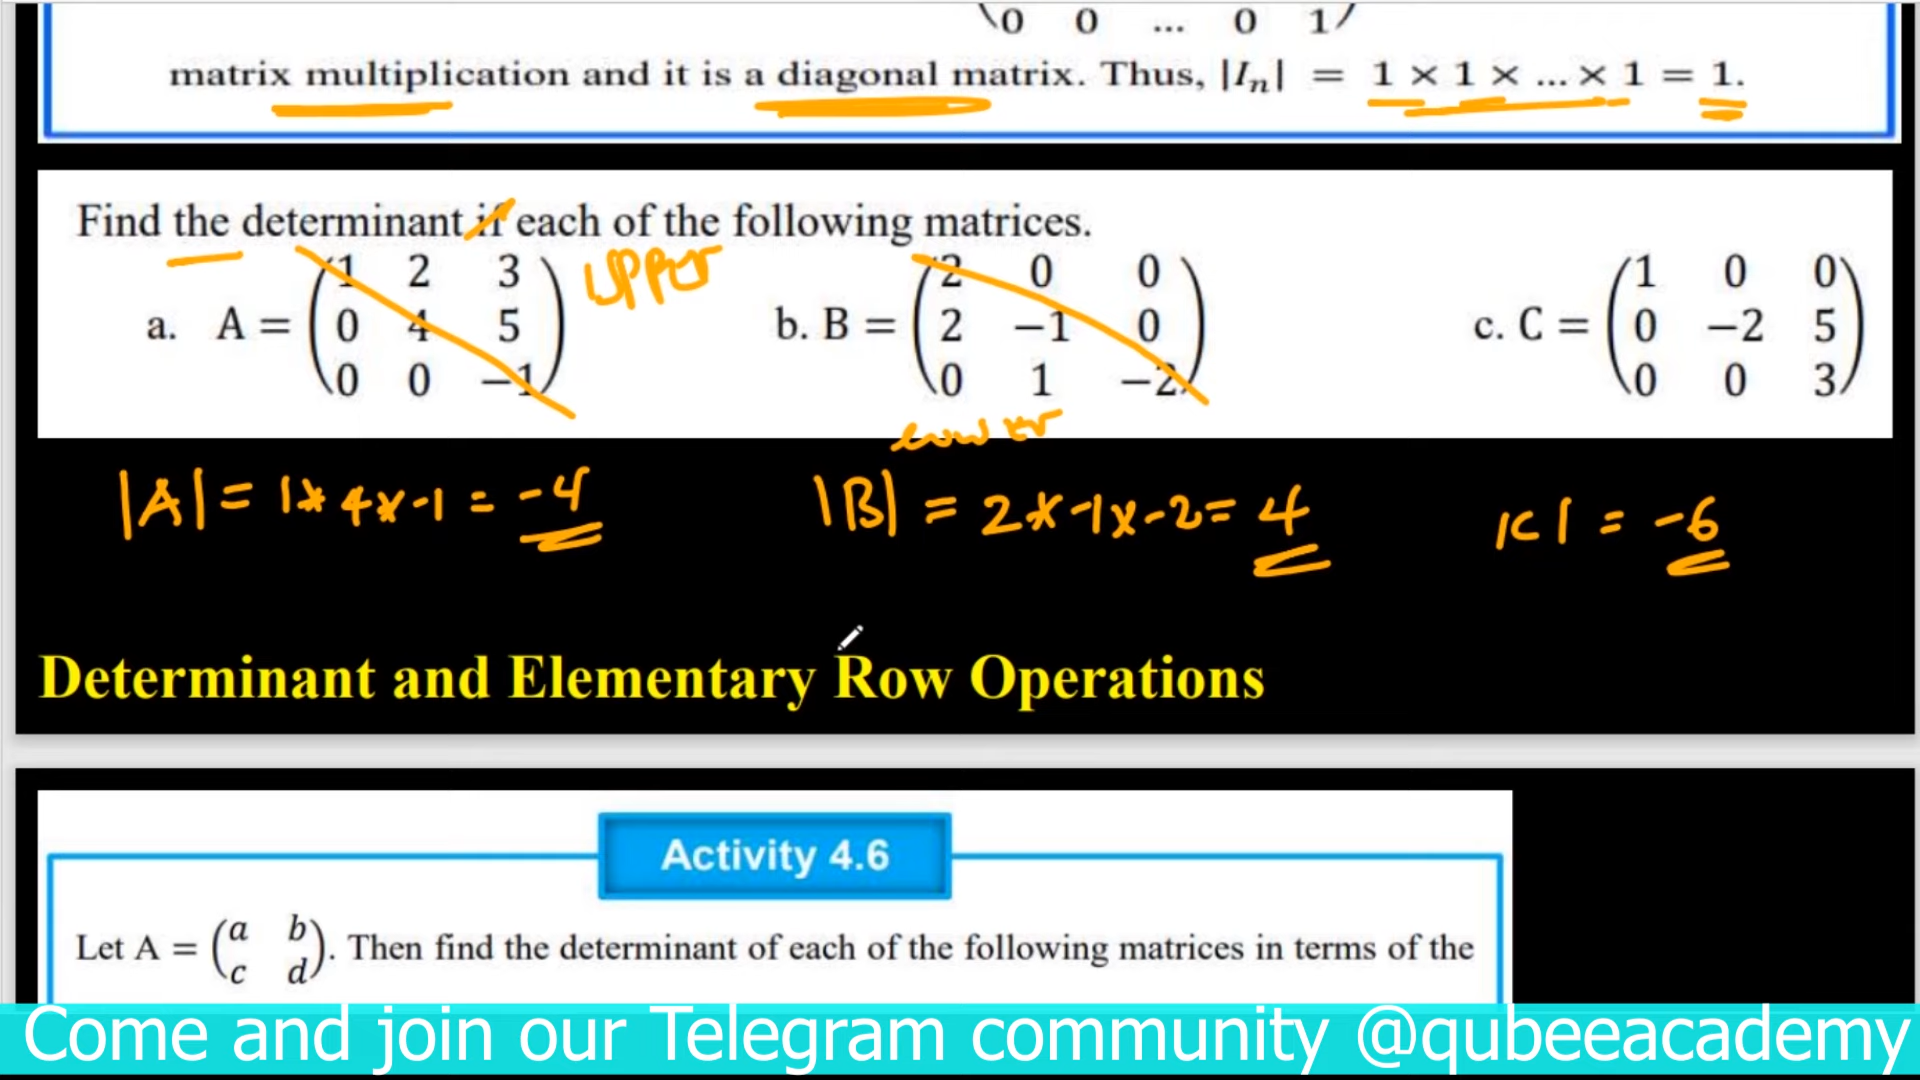 0 0 ... 0 1
matrix multiplication and it is a diagonal matrix. Thus, |Iₙ| = 1 × 1 × ... × 1 = 1.
Find the determinant if each of the following matrices.
a. A = (1 2 3
0 4 5
0 0 −1)
upper
b. B = (2 0 0
2 −1 0
0 1 −2)
lower
c. C = (1 0 0
0 −2 5
0 0 3)
|A| = 1 × 4 × -1 = -4
|B| = 2 × -1 × -2 = 4
|C| = -6
Determinant and Elementary Row Operations
Activity 4.6
Let A = (a b
c d). Then find the determinant of each of the following matrices in terms of the
Come and join our Telegram community @qubeeacademy